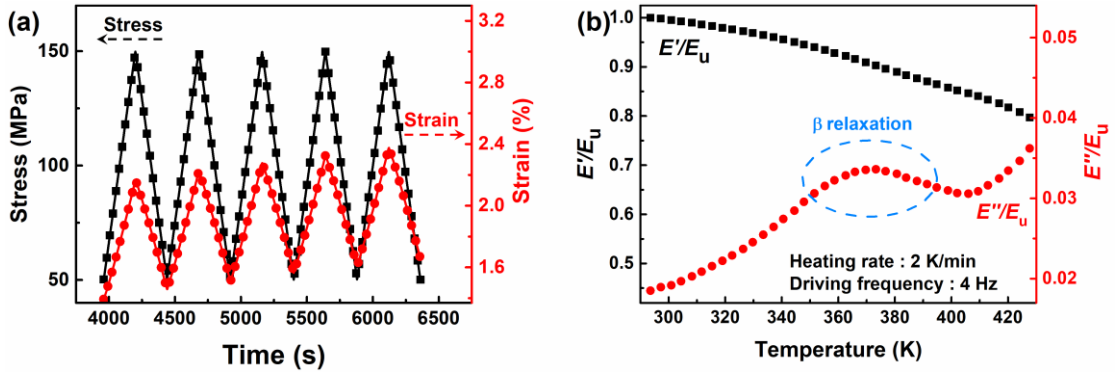 (a)
Stress
Strain
Stress (MPa)
150
100
50
Strain (%)
3.2
2.8
2.4
2.0
1.6
4000 4500 5000 5500 6000 6500
Time (s)
(b)
E'/Eu
β relaxation
E''/Eu
Heating rate : 2 K/min
Driving frequency : 4 Hz
E'/Eu
1.0
0.9
0.8
0.7
0.6
0.5
E''/Eu
0.05
0.04
0.03
0.02
300 320 340 360 380 400 420
Temperature (K)